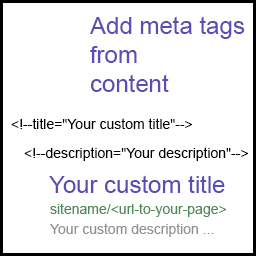 Add meta tags
from
content
<!--title="Your custom title"-->
<!--description="Your description"-->
Your custom title
sitename/<url-to-your-page>
Your custom description ...